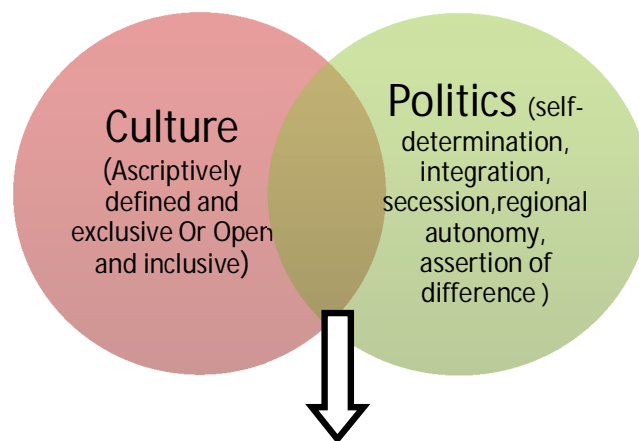 Culture
(Ascriptively
defined and
exclusive Or Open
and inclusive)
Politics (self-
determination,
integration,
secession,regional
autonomy,
assertion of
difference )